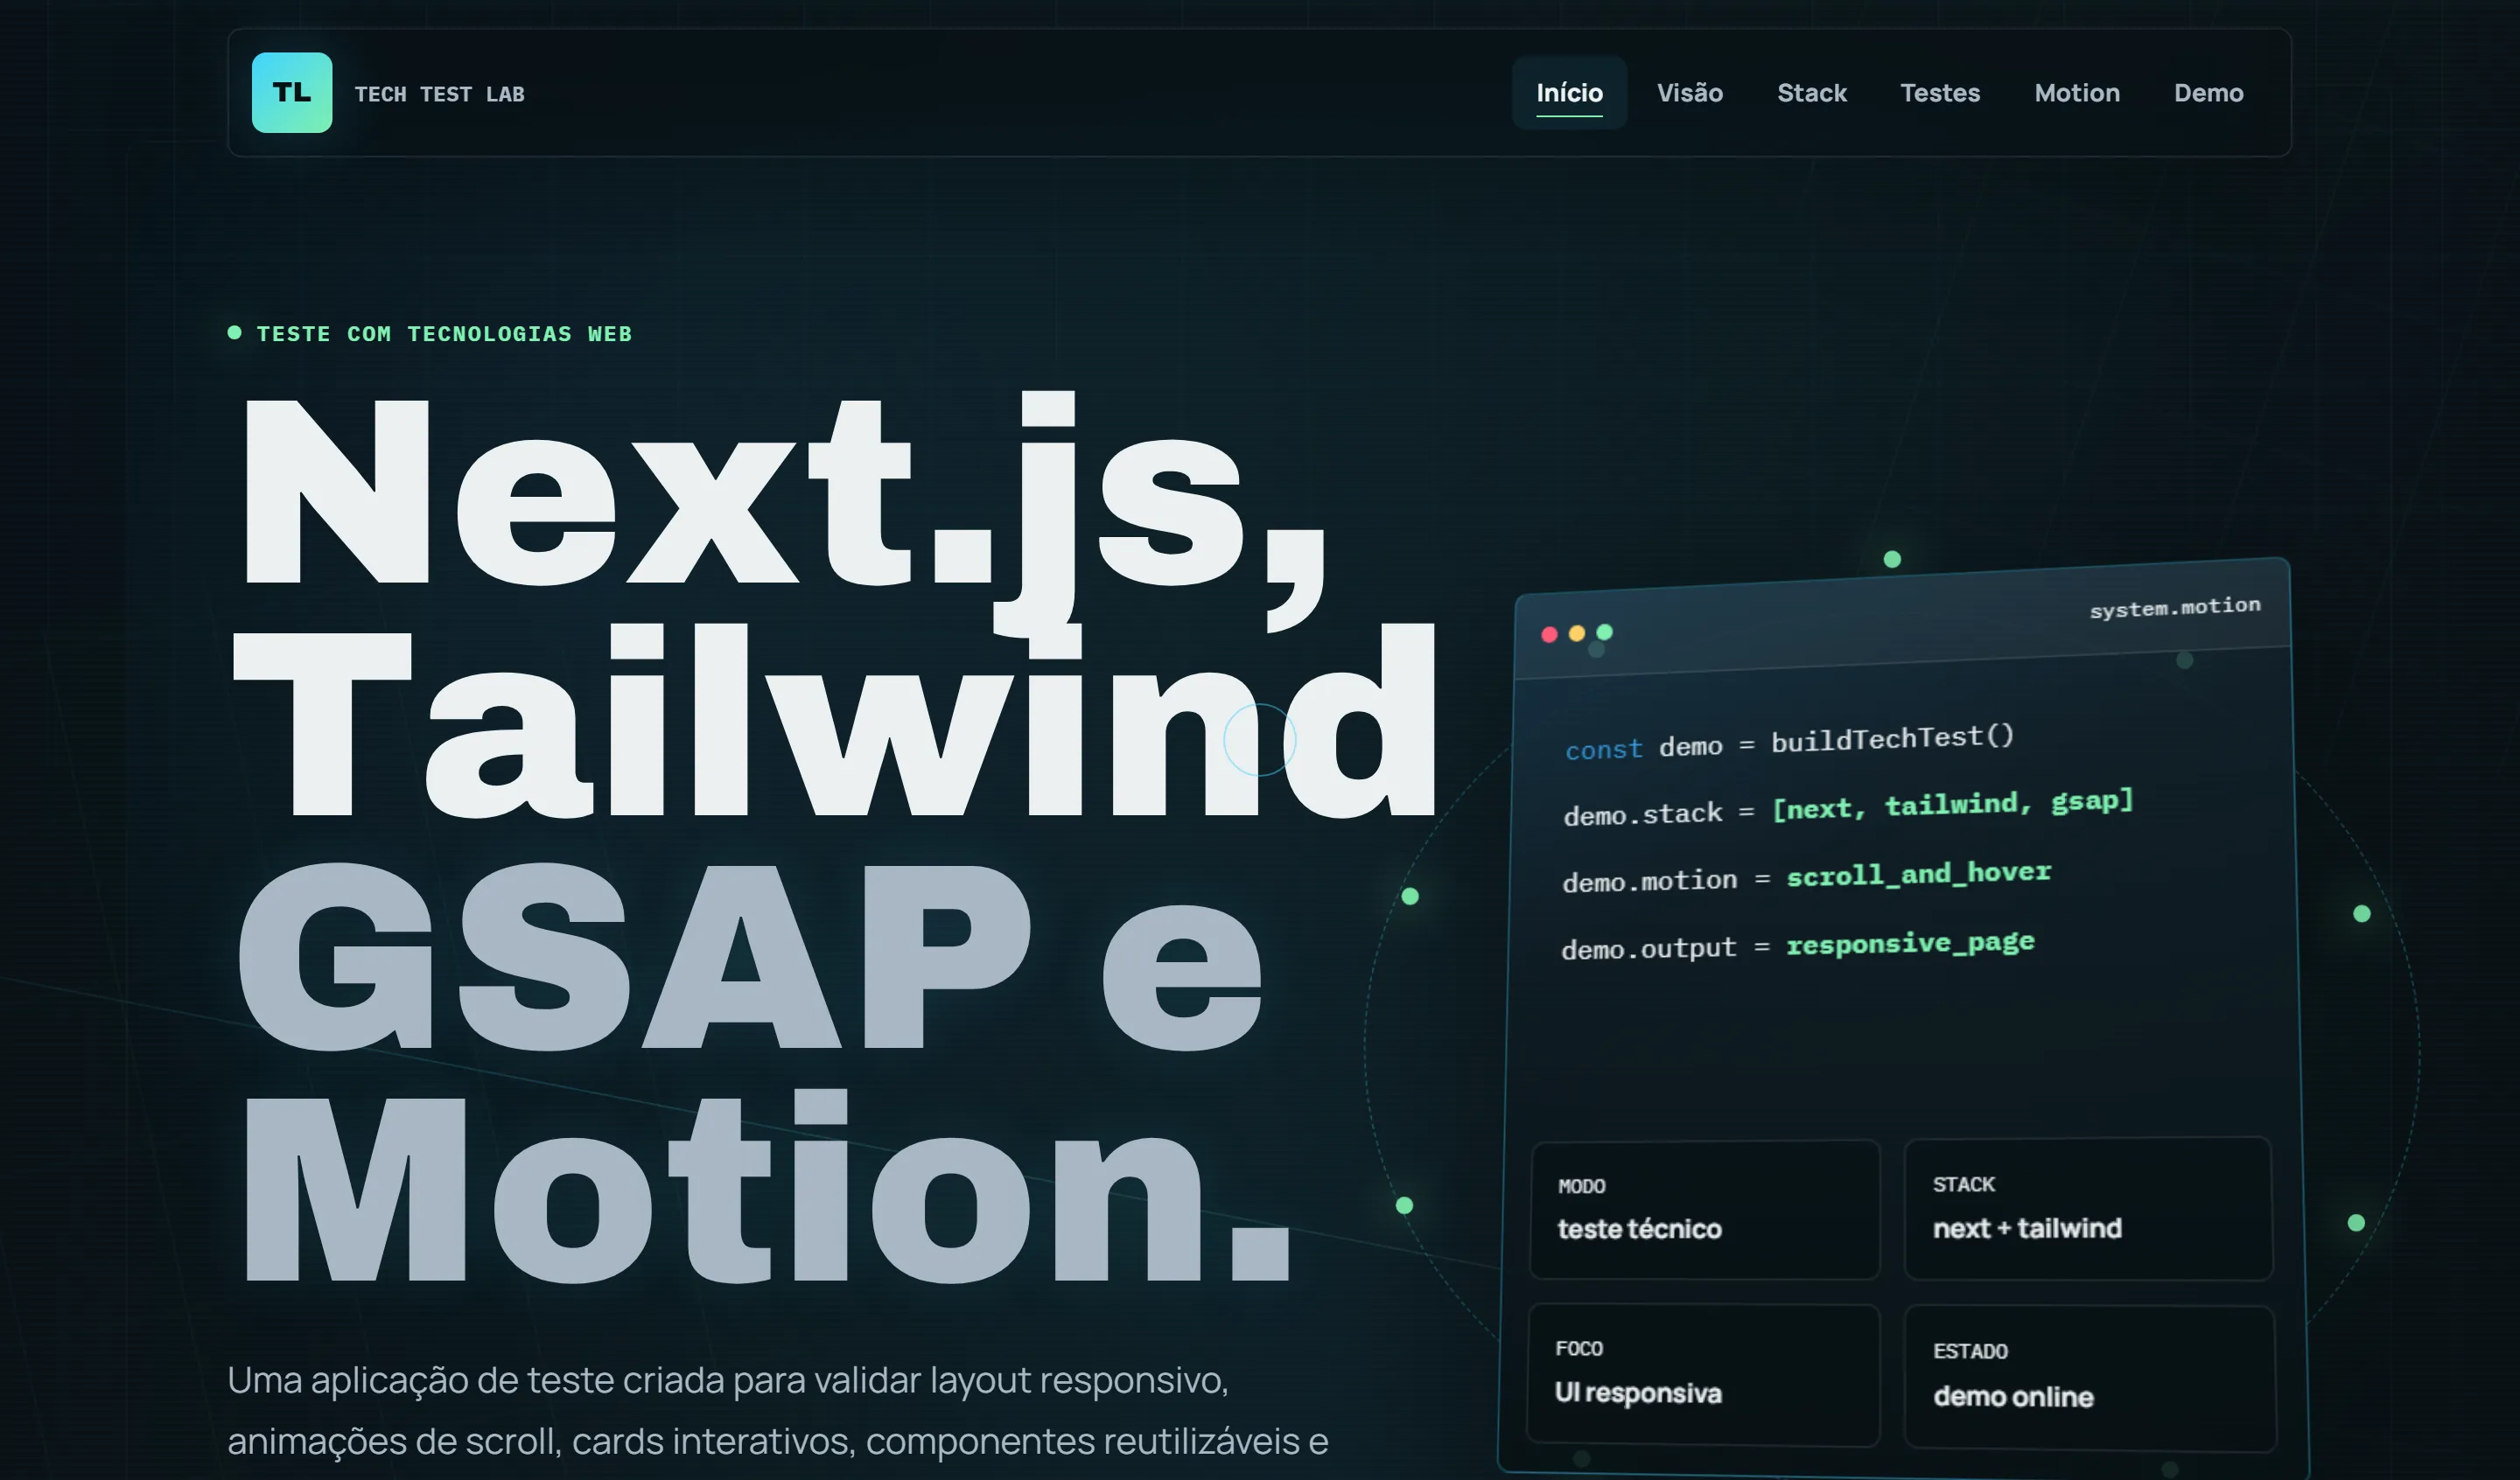 TL
TECH TEST LAB
Início
Visão
Stack
Testes
Motion
Demo
TESTE COM TECNOLOGIAS WEB
Next.js,
Tailwind
GSAP e
Motion.
Uma aplicação de teste criada para validar layout responsivo,
animações de scroll, cards interativos, componentes reutilizáveis e
system.motion
const demo = buildTechTest()
demo.stack = [next, tailwind, gsap]
demo.motion = scroll_and_hover
demo.output = responsive_page
MODO
teste técnico
STACK
next + tailwind
FOCO
UI responsiva
ESTADO
demo online